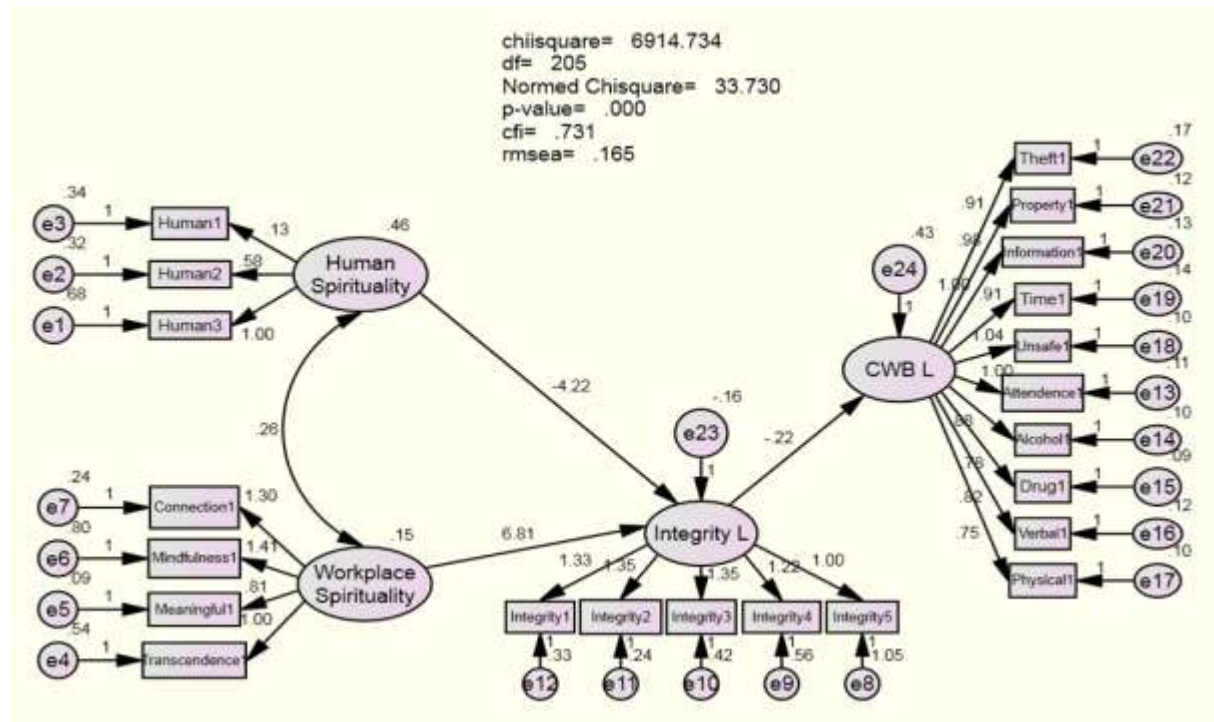 chiisquare= 6914.734
df= 205
Normed Chisquare= 33.730
p-value= .000
cfi= .731
rmsea= .165
.34
e3
1
Human1
.13
.32
e2
1
Human2
.58
.68
e1
1
Human3
1.00
.46
Human
Spirituality
.26
-4.22
.24
e7
1
Connection1
1.30
.80
e6
1
Mindfulness1
1.41
.09
e5
1
Meaningful1
.81
.54
e4
1
Transcendence1
1.00
.15
Workplace
Spirituality
6.81
-.16
e23
1
Integrity L
-.22
1.33
1.35
1.35
1.22
1.00
Integrity1
Integrity2
Integrity3
Integrity4
Integrity5
1
1
1
1
1
.33
.24
.42
.56
1.05
e12
e11
e10
e9
e8
.43
e24
1
CWB L
.17
.91
Theft1
1
e22
.12
.98
Property1
1
e21
.13
1.00
Information1
1
e20
.14
.91
Time1
1
e19
.10
1.04
Unsafe1
1
e18
.11
1.00
Attendence1
1
e13
.10
.88
Alcohol1
1
e14
.09
.78
Drug1
1
e15
.12
.82
Verbal1
1
e16
.10
.75
Physical1
1
e17